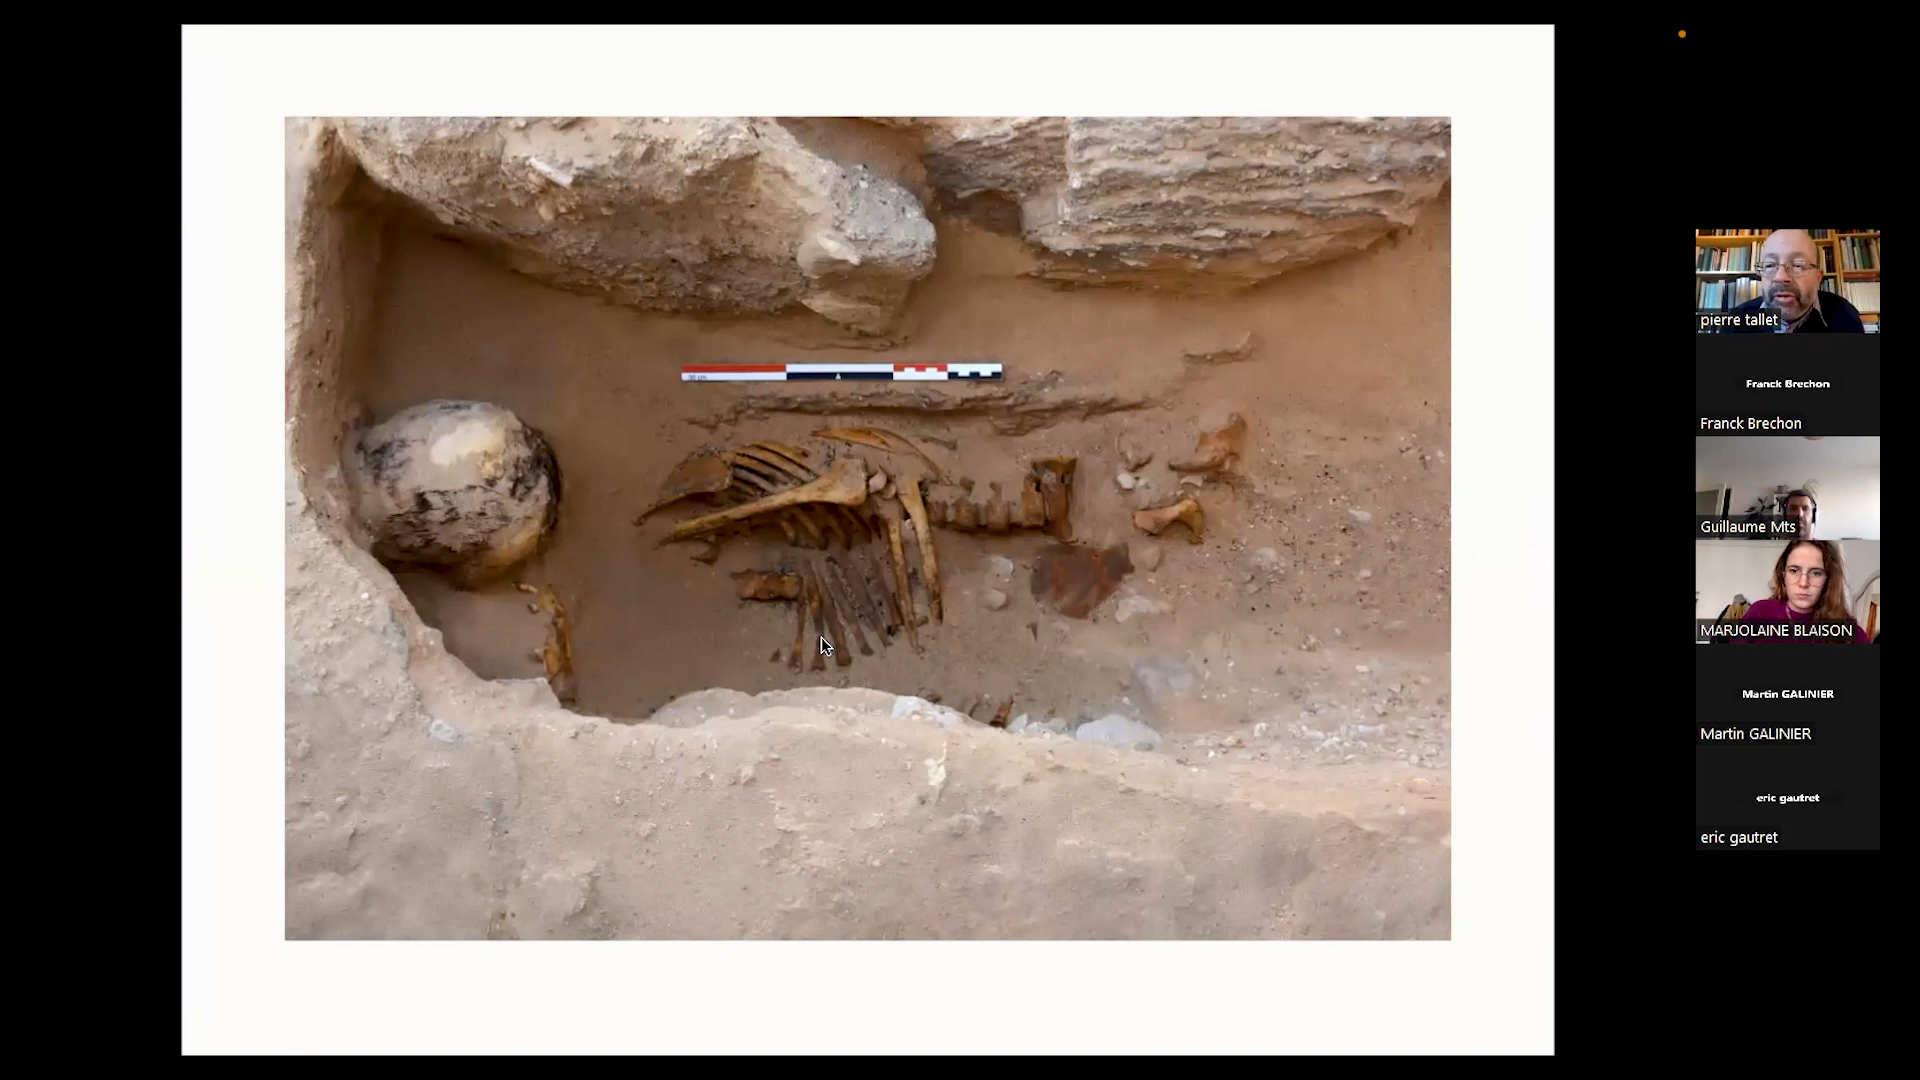 pierre tallet
Franck Brechon
Franck Brechon
Guillaume Mts
MARJOLAINE BLAISON
Martin GALINIER
Martin GALINIER
eric gautret
eric gautret